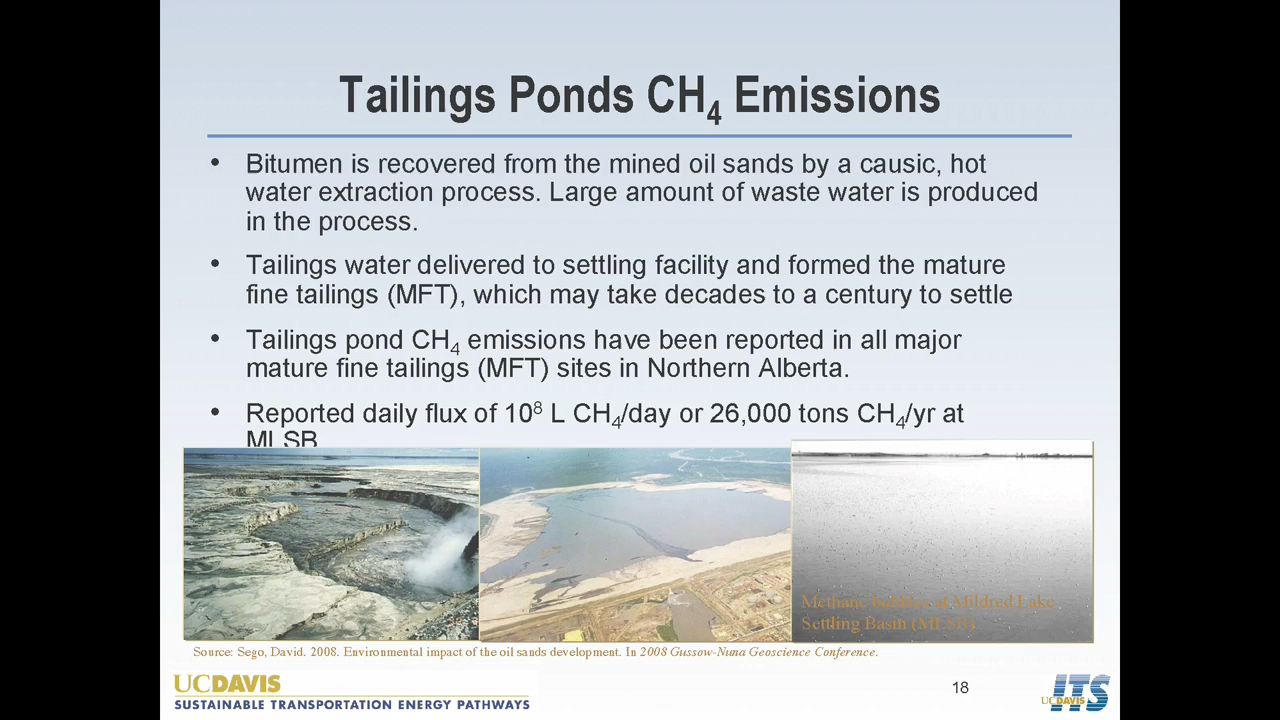 Tailings Ponds CH₄ Emissions
• Bitumen is recovered from the mined oil sands by a causic, hot
water extraction process. Large amount of waste water is produced
in the process.
• Tailings water delivered to settling facility and formed the mature
fine tailings (MFT), which may take decades to a century to settle
• Tailings pond CH₄ emissions have been reported in all major
mature fine tailings (MFT) sites in Northern Alberta.
• Reported daily flux of 10⁸ L CH₄/day or 26,000 tons CH₄/yr at
MLSB
Methane bubbles at Mildred Lake
Settling Basin (MLSB)
Source: Sego, David. 2008. Environmental impact of the oil sands development. In 2008 Gussow-Nuna Geoscience Conference.
UCDAVIS
SUSTAINABLE TRANSPORTATION ENERGY PATHWAYS
18
UCDAVIS ITS